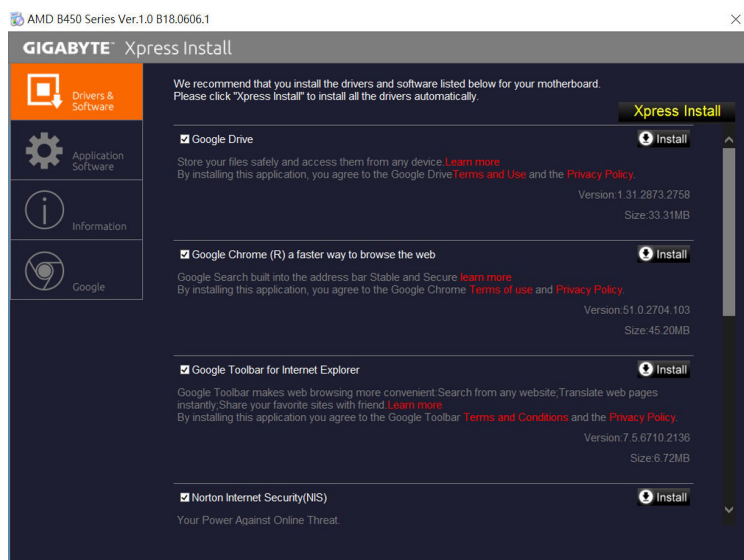 AMD B450 Series Ver.1.0 B18.0606.1
GIGABYTE™ Xpress Install
Drivers &
Software
Application
Software
Information
Google
We recommend that you install the drivers and software listed below for your motherboard.
Please click "Xpress Install" to install all the drivers automatically.
Xpress Install
Google Drive
Install
Store your files safely and access them from any device.Learn more
By installing this application, you agree to the Google DriveTerms and Use and the Privacy Policy.
Version:1.31.2873.2758
Size:33.31MB
Google Chrome (R) a faster way to browse the web
Install
Google Search built into the address bar Stable and Secure learn more
By installing this application, you agree to the Google Chrome Terms of use and Privacy Policy.
Version:51.0.2704.103
Size:45.20MB
Google Toolbar for Internet Explorer
Install
Google Toolbar makes web browsing more convenient:Search from any website;Translate web pages
instantly;Share your favorite sites with friend.Learn more
By installing this application you agree to the Google Toolbar Terms and Conditions and the Privacy Policy.
Version:7.5.6710.2136
Size:6.72MB
Norton Internet Security(NIS)
Install
Your Power Against Online Threat.